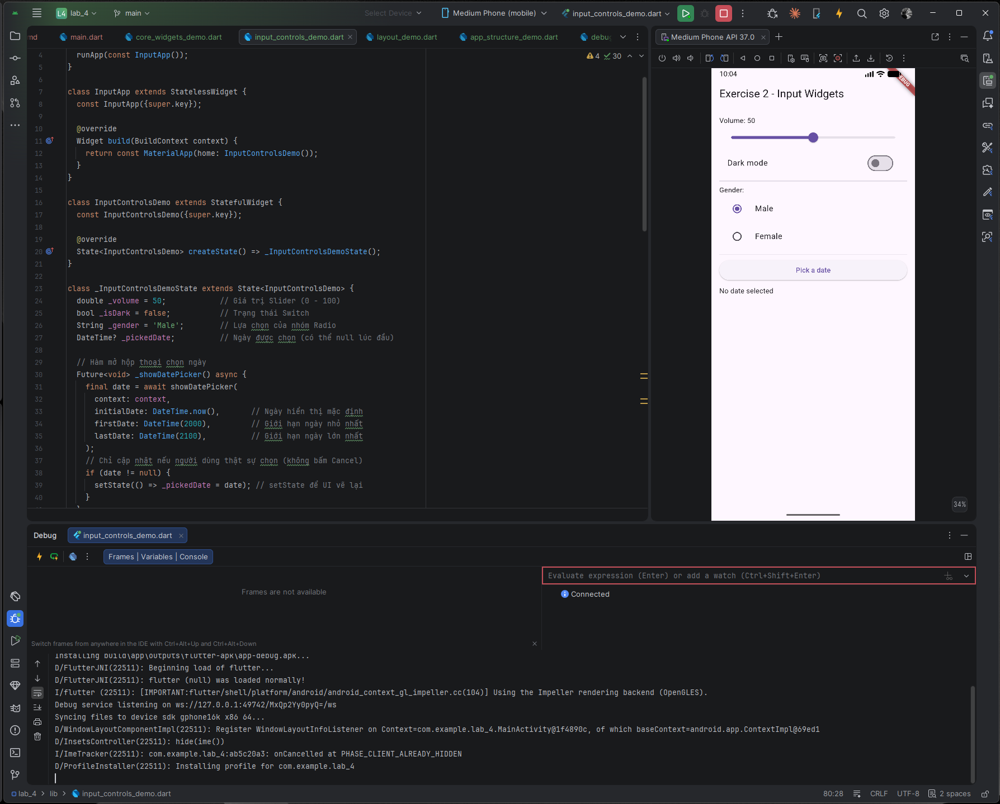 L4 lab_4
main
Select Device
Medium Phone (mobile)
input_controls_demo.dart
md
main.dart
core_widgets_demo.dart
input_controls_demo.dart
layout_demo.dart
app_structure_demo.dart
debu
Medium Phone API 37.0
4 30
4 runApp(const InputApp());
5 }
6
7 class InputApp extends StatelessWidget {
8 const InputApp({super.key});
9
10 @override
11 Widget build(BuildContext context) {
12 return const MaterialApp(home: InputControlsDemo());
13 }
14 }
15
16 class InputControlsDemo extends StatefulWidget {
17 const InputControlsDemo({super.key});
18
19 @override
20 State<InputControlsDemo> createState() => _InputControlsDemoState();
21 }
22
23 class _InputControlsDemoState extends State<InputControlsDemo> {
24 double _volume = 50; // Giá trị Slider (0 - 100)
25 bool _isDark = false; // Trạng thái Switch
26 String _gender = 'Male'; // Lựa chọn của nhóm Radio
27 DateTime? _pickedDate; // Ngày được chọn (có thể null lúc đầu)
28
29 // Hàm mở hộp thoại chọn ngày
30 Future<void> _showDatePicker() async {
31 final date = await showDatePicker(
32 context: context,
33 initialDate: DateTime.now(), // Ngày hiển thị mặc định
34 firstDate: DateTime(2000), // Giới hạn ngày nhỏ nhất
35 lastDate: DateTime(2100), // Giới hạn ngày lớn nhất
36 );
37 // Chỉ cập nhật nếu người dùng thật sự chọn (không bấm Cancel)
38 if (date != null) {
39 setState(() => _pickedDate = date); // setState để UI vẽ lại
40 }
10:04
DEBUG
Exercise 2 - Input Widgets
Volume: 50
Dark mode
Gender:
Male
Female
Pick a date
No date selected
34%
Debug
input_controls_demo.dart
Frames | Variables | Console
Frames are not available
Evaluate expression (Enter) or add a watch (Ctrl+Shift+Enter)
Connected
Switch frames from anywhere in the IDE with Ctrl+Alt+Up and Ctrl+Alt+Down
Installing build\app\outputs\flutter-apk\app-debug.apk...
D/FlutterJNI(22511): Beginning load of flutter...
D/FlutterJNI(22511): flutter (null) was loaded normally!
I/flutter (22511): [IMPORTANT:flutter/shell/platform/android/android_context_gl_impeller.cc(104)] Using the Impeller rendering backend (OpenGLES).
Debug service listening on ws://127.0.0.1:49742/MxQp2Yy0pyQ=/ws
Syncing files to device sdk gphone16k x86 64...
D/WindowLayoutComponentImpl(22511): Register WindowLayoutInfoListener on Context=com.example.lab_4.MainActivity@1f4890c, of which baseContext=android.app.ContextImpl@69ed1
D/InsetsController(22511): hide(ime())
I/ImeTracker(22511): com.example.lab_4:ab5c20a3: onCancelled at PHASE_CLIENT_ALREADY_HIDDEN
D/ProfileInstaller(22511): Installing profile for com.example.lab_4
lab_4 > lib > input_controls_demo.dart
80:28 CRLF UTF-8 2 spaces